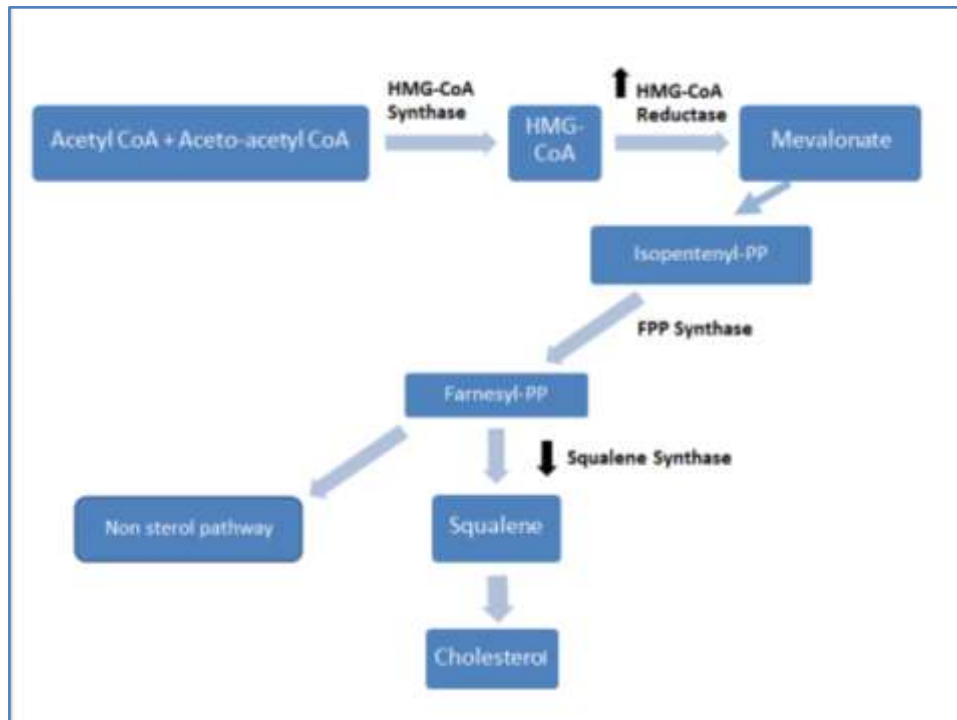 HMG-CoA
Synthase
HMG-CoA
Reductase
Acetyl CoA + Aceto-acetyl CoA
HMG-
CoA
Mevalonate
Isopentenyl-PP
FPP Synthase
Farnesyl-PP
Squalene Synthase
Non sterol pathway
Squalene
Cholesterol